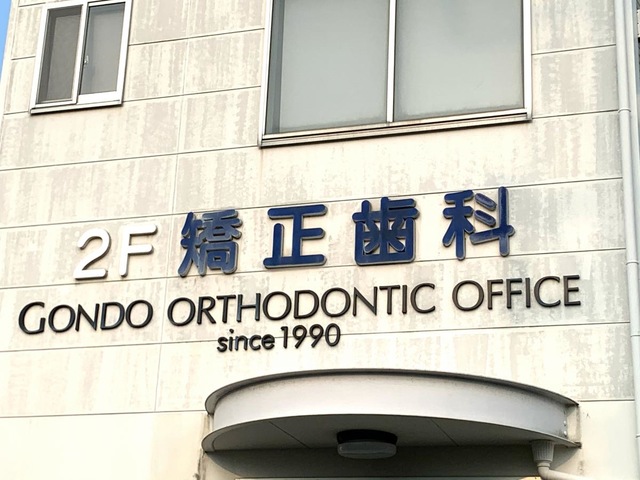 2F 矯正歯科
GONDO ORTHODONTIC OFFICE
since 1990